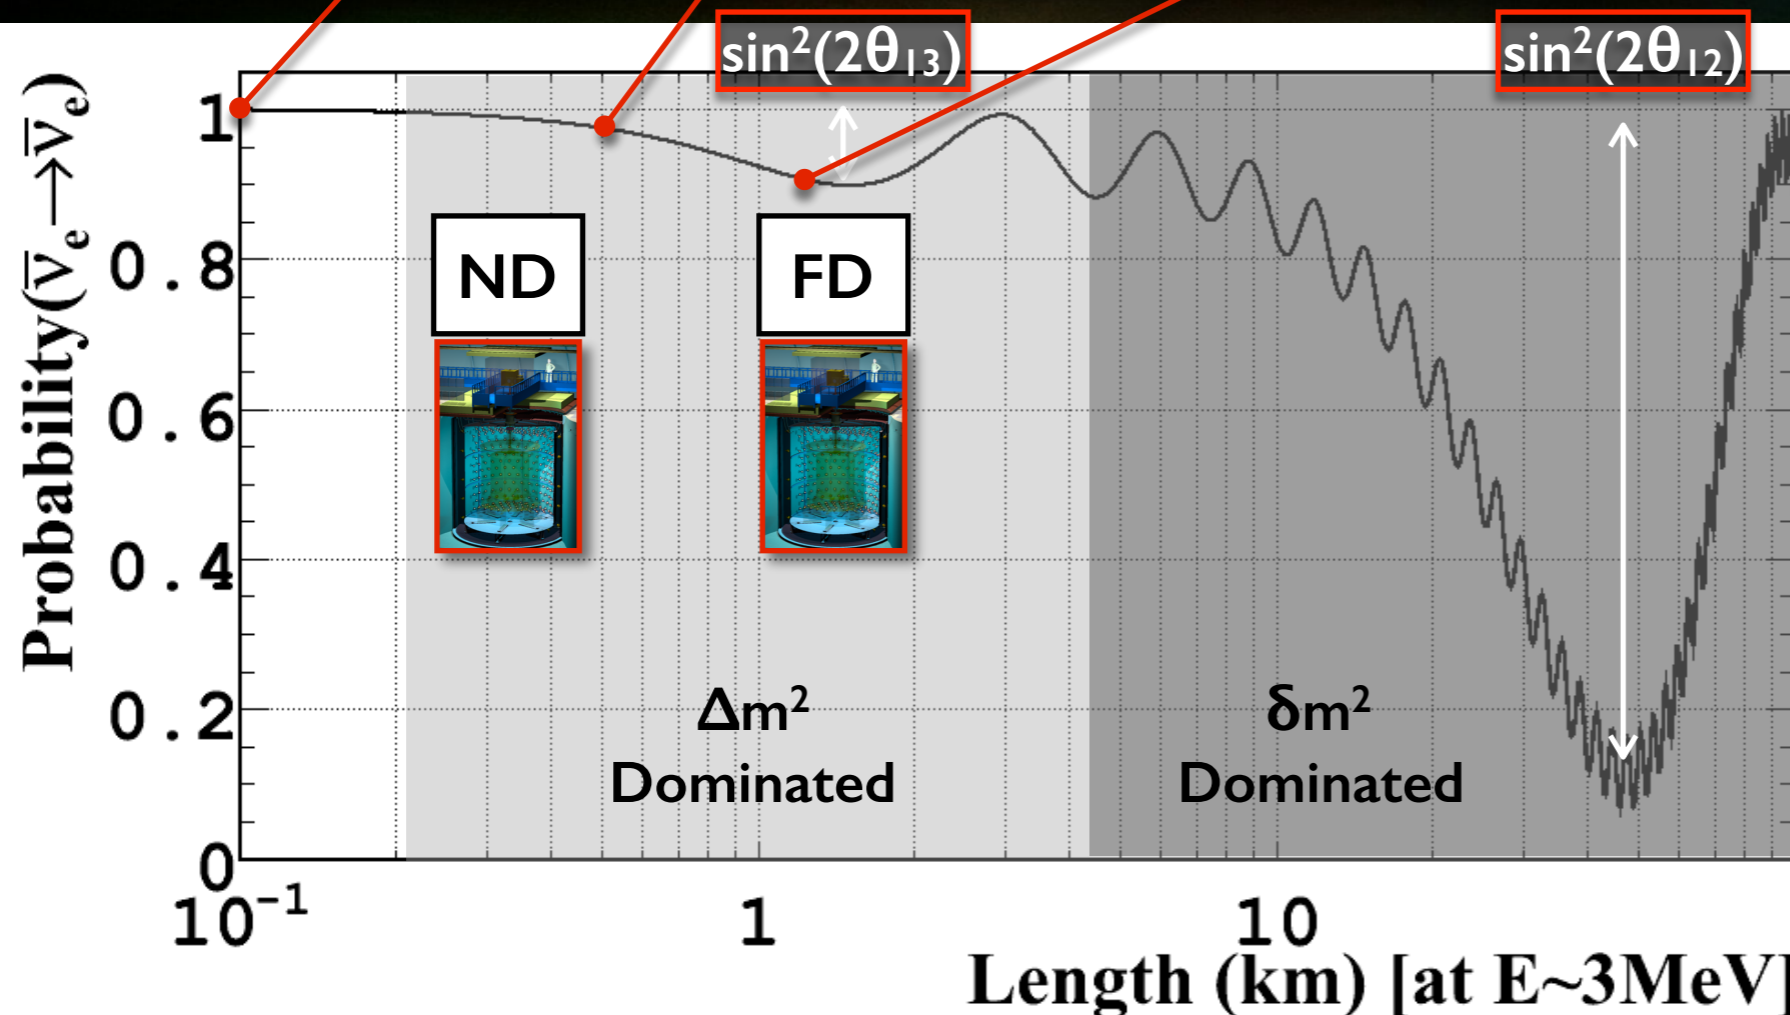 sin²(2θ₁₃)
sin²(2θ₁₂)
Probability(ν̄ₑ→ν̄ₑ)
1
0.8
0.6
0.4
0.2
0
ND
FD
Δm²
Dominated
δm²
Dominated
10⁻¹
1
10
Length (km) [at E~3MeV]